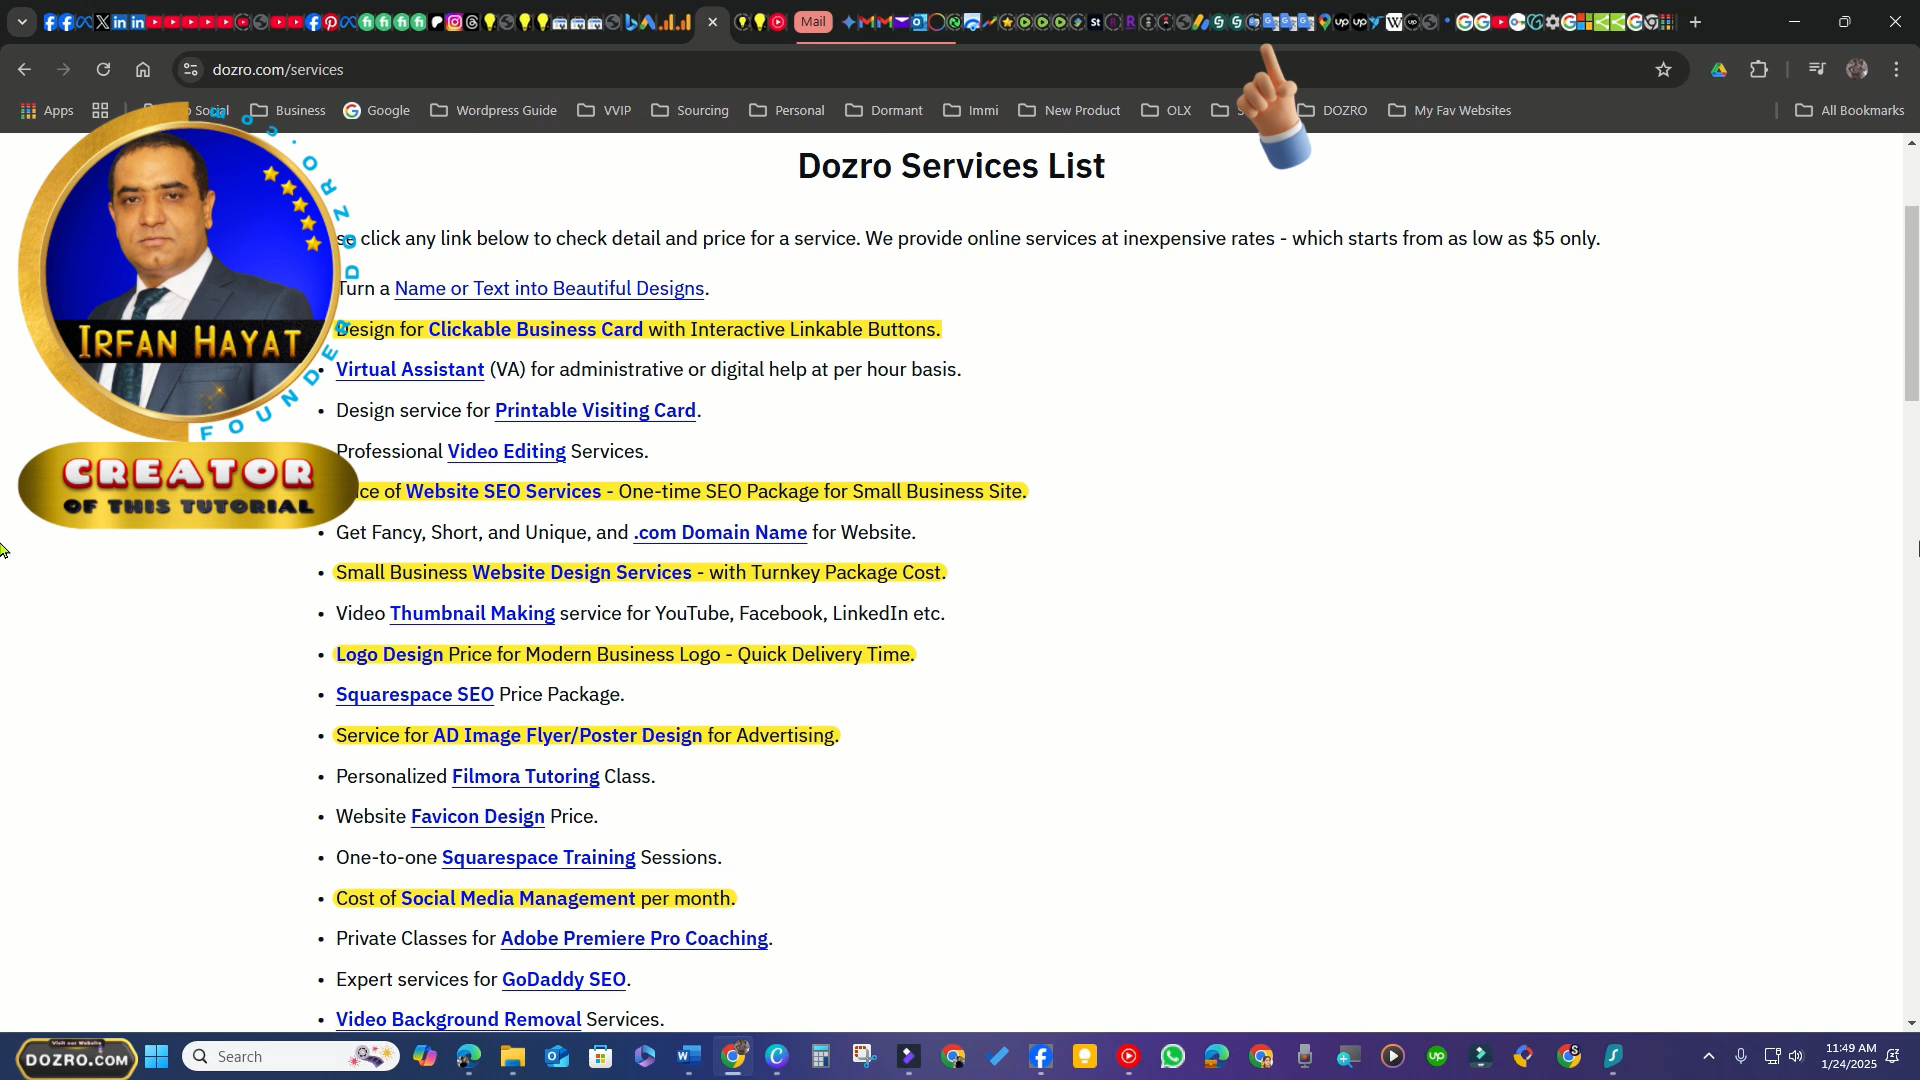 Mail
dozro.com/services
Apps
Social
Business
Google
Wordpress Guide
VVIP
Sourcing
Personal
Dormant
Immi
New Product
OLX
DOZRO
My Fav Websites
All Bookmarks
Dozro Services List
se click any link below to check detail and price for a service. We provide online services at inexpensive rates - which starts from as low as $5 only.
Turn a Name or Text into Beautiful Designs.
Design for Clickable Business Card with Interactive Linkable Buttons.
IRFAN HAYAT
FOUNDER DOZRO.COM
• Virtual Assistant (VA) for administrative or digital help at per hour basis.
• Design service for Printable Visiting Card.
Professional Video Editing Services.
CREATOR
OF THIS TUTORIAL
ice of Website SEO Services - One-time SEO Package for Small Business Site.
• Get Fancy, Short, and Unique, and .com Domain Name for Website.
• Small Business Website Design Services - with Turnkey Package Cost.
• Video Thumbnail Making service for YouTube, Facebook, LinkedIn etc.
• Logo Design Price for Modern Business Logo - Quick Delivery Time.
• Squarespace SEO Price Package.
• Service for AD Image Flyer/Poster Design for Advertising.
• Personalized Filmora Tutoring Class.
• Website Favicon Design Price.
• One-to-one Squarespace Training Sessions.
• Cost of Social Media Management per month.
• Private Classes for Adobe Premiere Pro Coaching.
• Expert services for GoDaddy SEO.
• Video Background Removal Services.
Visit our Website
DOZRO.COM
Search
11:49 AM
1/24/2025